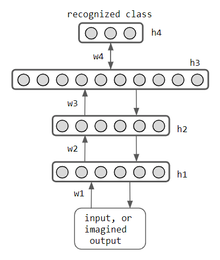 recognized class
h4
w4
h3
w3
h2
w2
h1
w1
input, or
imagined
output